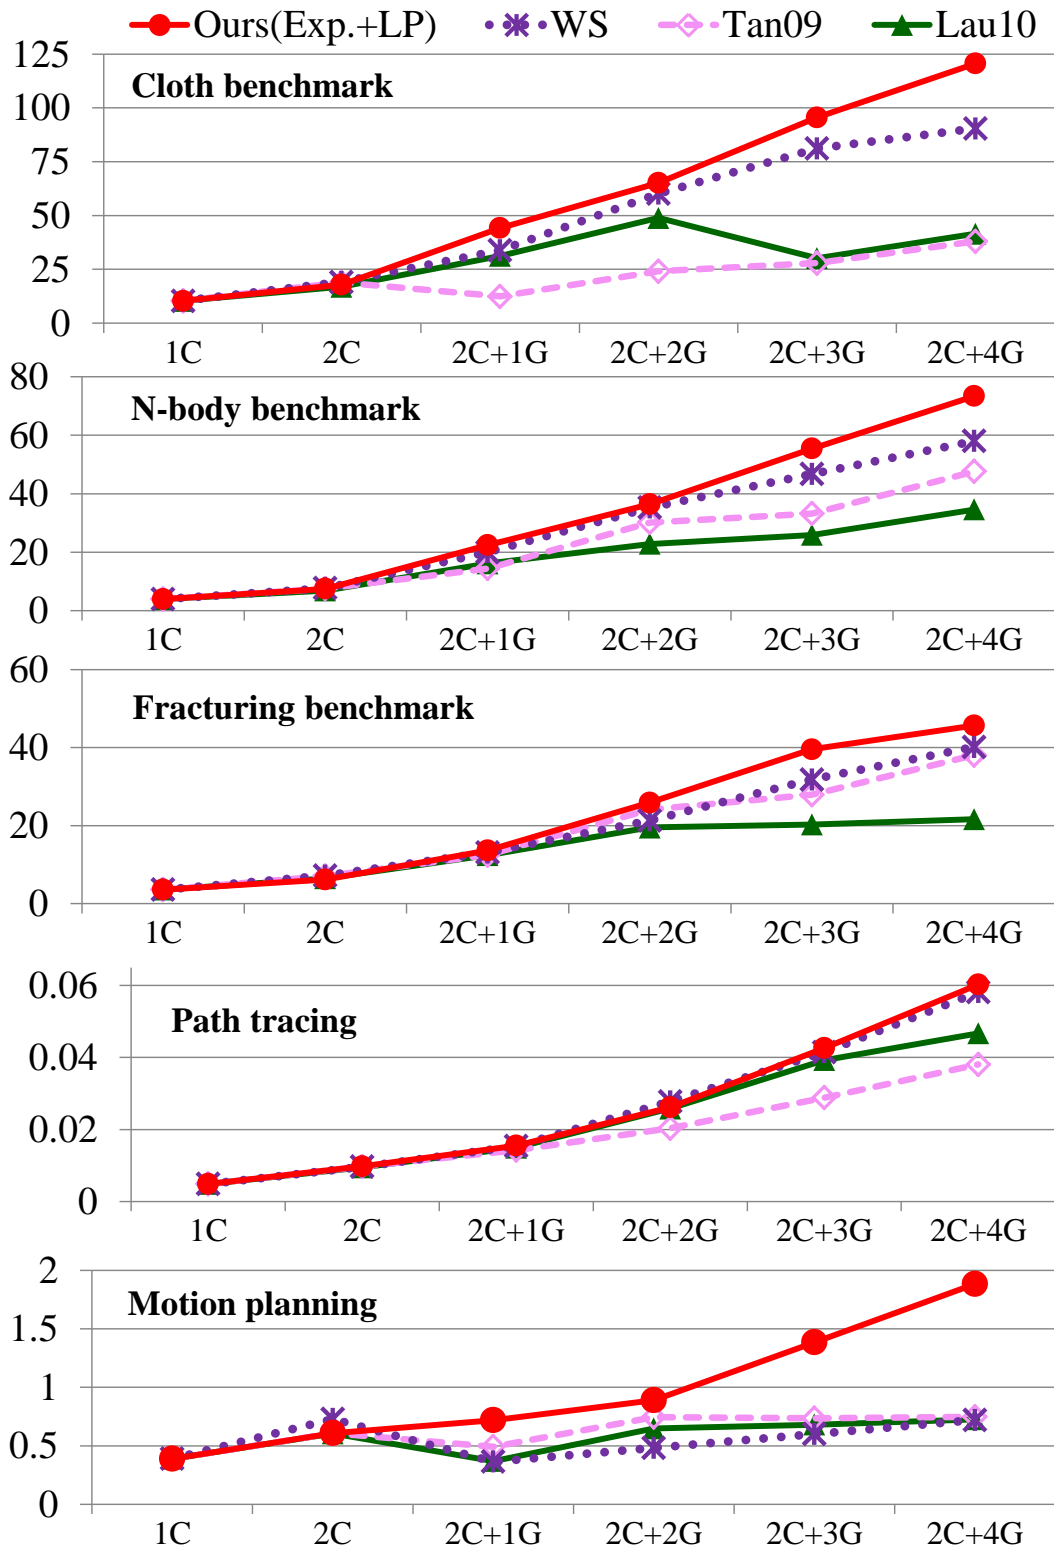 Ours(Exp.+LP) WS Tan09 Lau10
Cloth benchmark
125
100
75
50
25
0
1C 2C 2C+1G 2C+2G 2C+3G 2C+4G
N-body benchmark
80
60
40
20
0
1C 2C 2C+1G 2C+2G 2C+3G 2C+4G
Fracturing benchmark
60
40
20
0
1C 2C 2C+1G 2C+2G 2C+3G 2C+4G
Path tracing
0.06
0.04
0.02
0
1C 2C 2C+1G 2C+2G 2C+3G 2C+4G
Motion planning
2
1.5
1
0.5
0
1C 2C 2C+1G 2C+2G 2C+3G 2C+4G